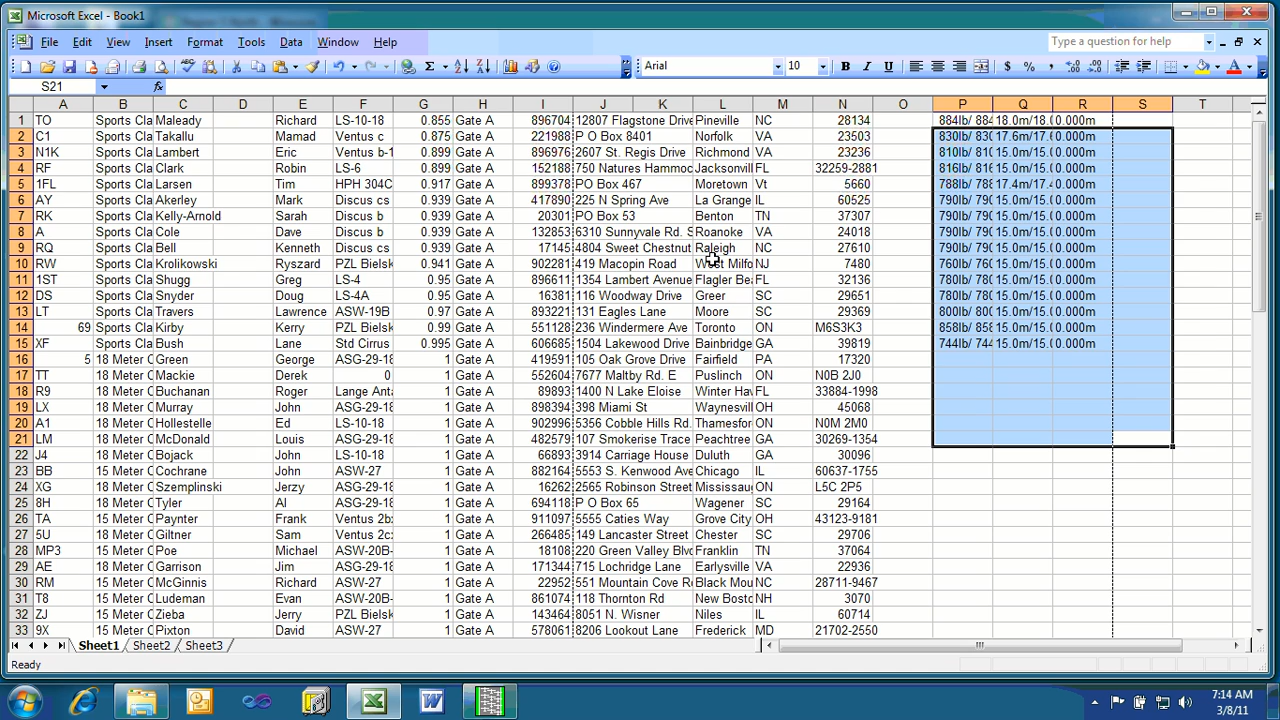 Microsoft Excel - Book1
File Edit View Insert Format Tools Data Window Help Type a question for help
Arial 10 B I U $ %
S21 fx
A B C D E F G H I J K L M N O P Q R S T
1 TO Sports Cla Maleady Richard LS-10-18 0.855 Gate A 896704 12807 Flagstone Drive Pineville NC 28134 884lb/ 884 18.0m/18.0 0.000m
2 C1 Sports Cla Takallu Mamad Ventus c 0.875 Gate A 221988 P O Box 8401 Norfolk VA 23503 830lb/ 830 17.6m/17.6 0.000m
3 N1K Sports Cla Lambert Eric Ventus b-1 0.899 Gate A 896976 2607 St. Regis Drive Richmond VA 23236 810lb/ 810 15.0m/15.0 0.000m
4 RF Sports Cla Clark Robin LS-6 0.899 Gate A 152188 750 Natures Hammoc Jacksonvill FL 32259-2881 816lb/ 816 15.0m/15.0 0.000m
5 1FL Sports Cla Larsen Tim HPH 304C 0.917 Gate A 899378 PO Box 467 Moretown Vt 5660 788lb/ 788 17.4m/17.4 0.000m
6 AY Sports Cla Akerley Mark Discus cs 0.939 Gate A 417890 225 N Spring Ave La Grange IL 60525 790lb/ 790 15.0m/15.0 0.000m
7 RK Sports Cla Kelly-Arnold Sarah Discus b 0.939 Gate A 20301 PO Box 53 Benton TN 37307 790lb/ 790 15.0m/15.0 0.000m
8 A Sports Cla Cole Dave Discus b 0.939 Gate A 132853 6310 Sunnyvale Rd. S Roanoke VA 24018 790lb/ 790 15.0m/15.0 0.000m
9 RQ Sports Cla Bell Kenneth Discus cs 0.939 Gate A 17145 4804 Sweet Chestnut Raleigh NC 27610 790lb/ 790 15.0m/15.0 0.000m
10 RW Sports Cla Krolikowski Ryszard PZL Bielsk 0.941 Gate A 902281 419 Macopin Road West Milfo NJ 7480 760lb/ 760 15.0m/15.0 0.000m
11 1ST Sports Cla Shugg Greg LS-4 0.95 Gate A 896611 1354 Lambert Avenue Flagler Bea FL 32136 780lb/ 780 15.0m/15.0 0.000m
12 DS Sports Cla Snyder Doug LS-4A 0.95 Gate A 16381 116 Woodway Drive Greer SC 29651 780lb/ 780 15.0m/15.0 0.000m
13 LT Sports Cla Travers Lawrence ASW-19B 0.97 Gate A 893221 131 Eagles Lane Moore SC 29369 800lb/ 800 15.0m/15.0 0.000m
14 69 Sports Cla Kirby Kerry PZL Bielsk 0.99 Gate A 551128 236 Windermere Ave Toronto ON M6S3K3 858lb/ 858 15.0m/15.0 0.000m
15 XF Sports Cla Bush Lane Std Cirrus 0.995 Gate A 606685 1504 Lakewood Drive Bainbridge GA 39819 744lb/ 744 15.0m/15.0 0.000m
16 5 18 Meter C Green George ASG-29-18 1 Gate A 419591 105 Oak Grove Drive Fairfield PA 17320
17 TT 18 Meter C Mackie Derek 0 1 Gate A 552604 7677 Maltby Rd. E Puslinch ON N0B 2J0
18 R9 18 Meter C Buchanan Roger Lange Anta 1 Gate A 89893 1400 N Lake Eloise Winter Hav FL 33884-1998
19 LX 18 Meter C Murray John ASG-29-18 1 Gate A 898394 398 Miami St Waynesvill OH 45068
20 A1 18 Meter C Hollestelle Ed LS-10-18 1 Gate A 902996 5356 Cobble Hills Rd. Thamesfor ON N0M 2M0
21 LM 18 Meter C McDonald Louis ASG-29-18 1 Gate A 482579 107 Smokerise Trace Peachtree GA 30269-1354
22 J4 18 Meter C Bojack John LS-10-18 1 Gate A 66893 3914 Carriage House Duluth GA 30096
23 BB 15 Meter C Cochrane John ASW-27 1 Gate A 882164 5553 S. Kenwood Ave Chicago IL 60637-1755
24 XG 15 Meter C Szemplinski Jerzy ASG-29-18 1 Gate A 112356 2565 Robinson Street Mississau ON L5C 2P5
25 8H 15 Meter C Tyler Al ASG-29-18 1 Gate A 694118 P O Box 65 Wagener SC 29164
26 TA 15 Meter C Paynter Frank Ventus 2bx 1 Gate A 911097 5555 Caties Way Grove City OH 43123-9181
27 5U 15 Meter C Giltner Sam Ventus 2cx 1 Gate A 266485 149 Lancaster Street Chester SC 29706
28 MP3 15 Meter C Poe Michael ASW-20B- 1 Gate A 18108 220 Green Valley Blvd Franklin TN 37064
29 AE 15 Meter C Garrison Jim ASG-29-18 1 Gate A 171344 715 Lochridge Lane Earlysville VA 22936
30 RM 15 Meter C McGinnis Richard ASW-27 1 Gate A 22952 551 Mountain Cove R Black Mou NC 28711-9467
31 T8 15 Meter C Ludeman Evan ASW-20B- 1 Gate A 861074 118 Thornton Rd New Bosto NH 3070
32 ZJ 15 Meter C Zieba Jerry PZL Bielsk 1 Gate A 143464 8051 N. Wisner Niles IL 60714
33 9X 15 Meter C Pixton David ASW-27 1 Gate A 578061 8206 Lookout Lane Frederick MD 21702-2550
Sheet1 Sheet2 Sheet3
Ready
7:14 AM
3/8/11